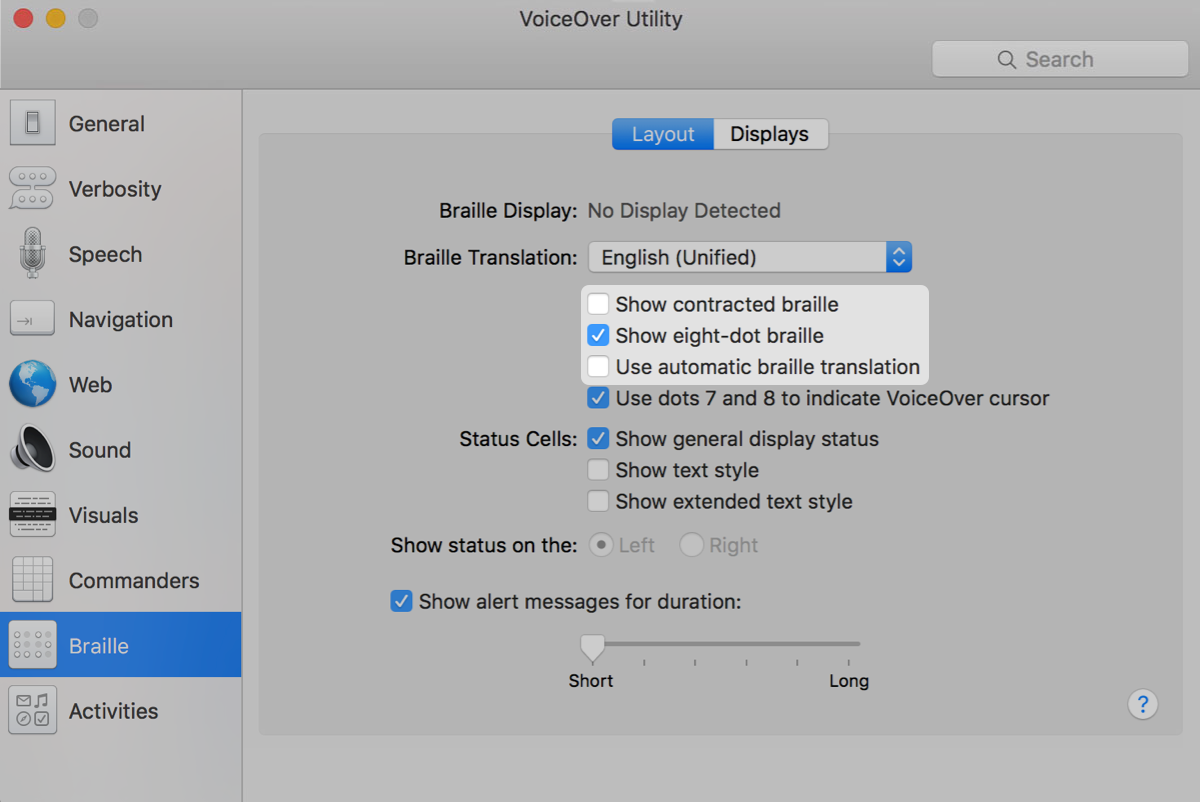 VoiceOver Utility
Search
General
Verbosity
Speech
Navigation
Web
Sound
Visuals
Commanders
Braille
Activities
Layout Displays
Braille Display: No Display Detected
Braille Translation: English (Unified)
Show contracted braille
Show eight-dot braille
Use automatic braille translation
Use dots 7 and 8 to indicate VoiceOver cursor
Status Cells: Show general display status
Show text style
Show extended text style
Show status on the: Left Right
Show alert messages for duration:
Short Long
?